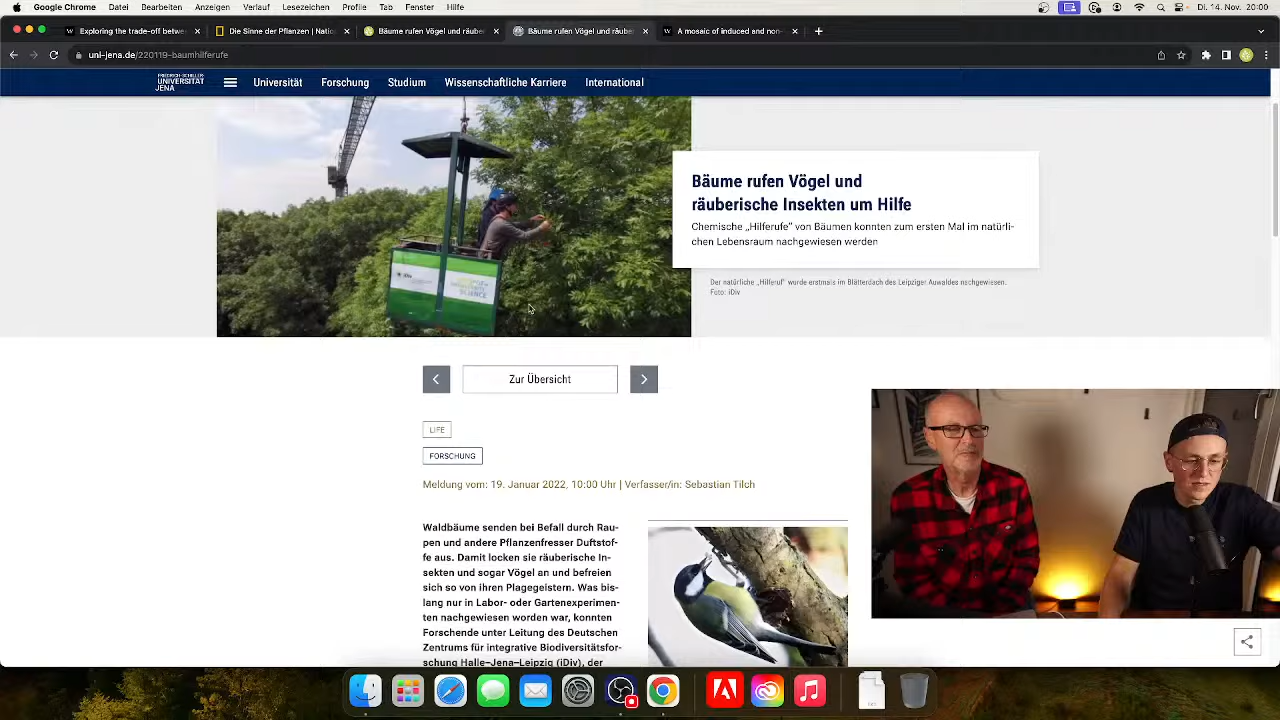 Google Chrome Datei Bearbeiten Anzeigen Verlauf Lesezeichen Profile Tab Fenster Hilfe Di. 14. Nov. 20:00
Exploring the trade-off betwe Die Sinne der Pflanzen | Natio Bäume rufen Vögel und räube Bäume rufen Vögel und räube A mosaic of induced and non-
uni-jena.de/220119-baumhilferufe
FRIEDRICH-SCHILLER-
UNIVERSITÄT
JENA
Universität Forschung Studium Wissenschaftliche Karriere International
Bäume rufen Vögel und
räuberische Insekten um Hilfe
Chemische „Hilferufe“ von Bäumen konnten zum ersten Mal im natürli-
chen Lebensraum nachgewiesen werden
Der natürliche „Hilferuf“ wurde erstmals im Blätterdach des Leipziger Auwaldes nachgewiesen.
Foto: iDiv
iDiv
Zur Übersicht
LIFE
FORSCHUNG
Meldung vom: 19. Januar 2022, 10:00 Uhr | Verfasser/in: Sebastian Tilch
Waldbäume senden bei Befall durch Rau-
pen und andere Pflanzenfresser Duftstof-
fe aus. Damit locken sie räuberische In-
sekten und sogar Vögel an und befreien
sich so von ihren Plagegeistern. Was bis-
lang nur in Labor- oder Gartenexperimen-
ten nachgewiesen worden war, konnten
Forschende unter Leitung des Deutschen
Zentrums für integrative Biodiversitätsfor-
schung Halle-Jena-Leipzig (iDiv), der